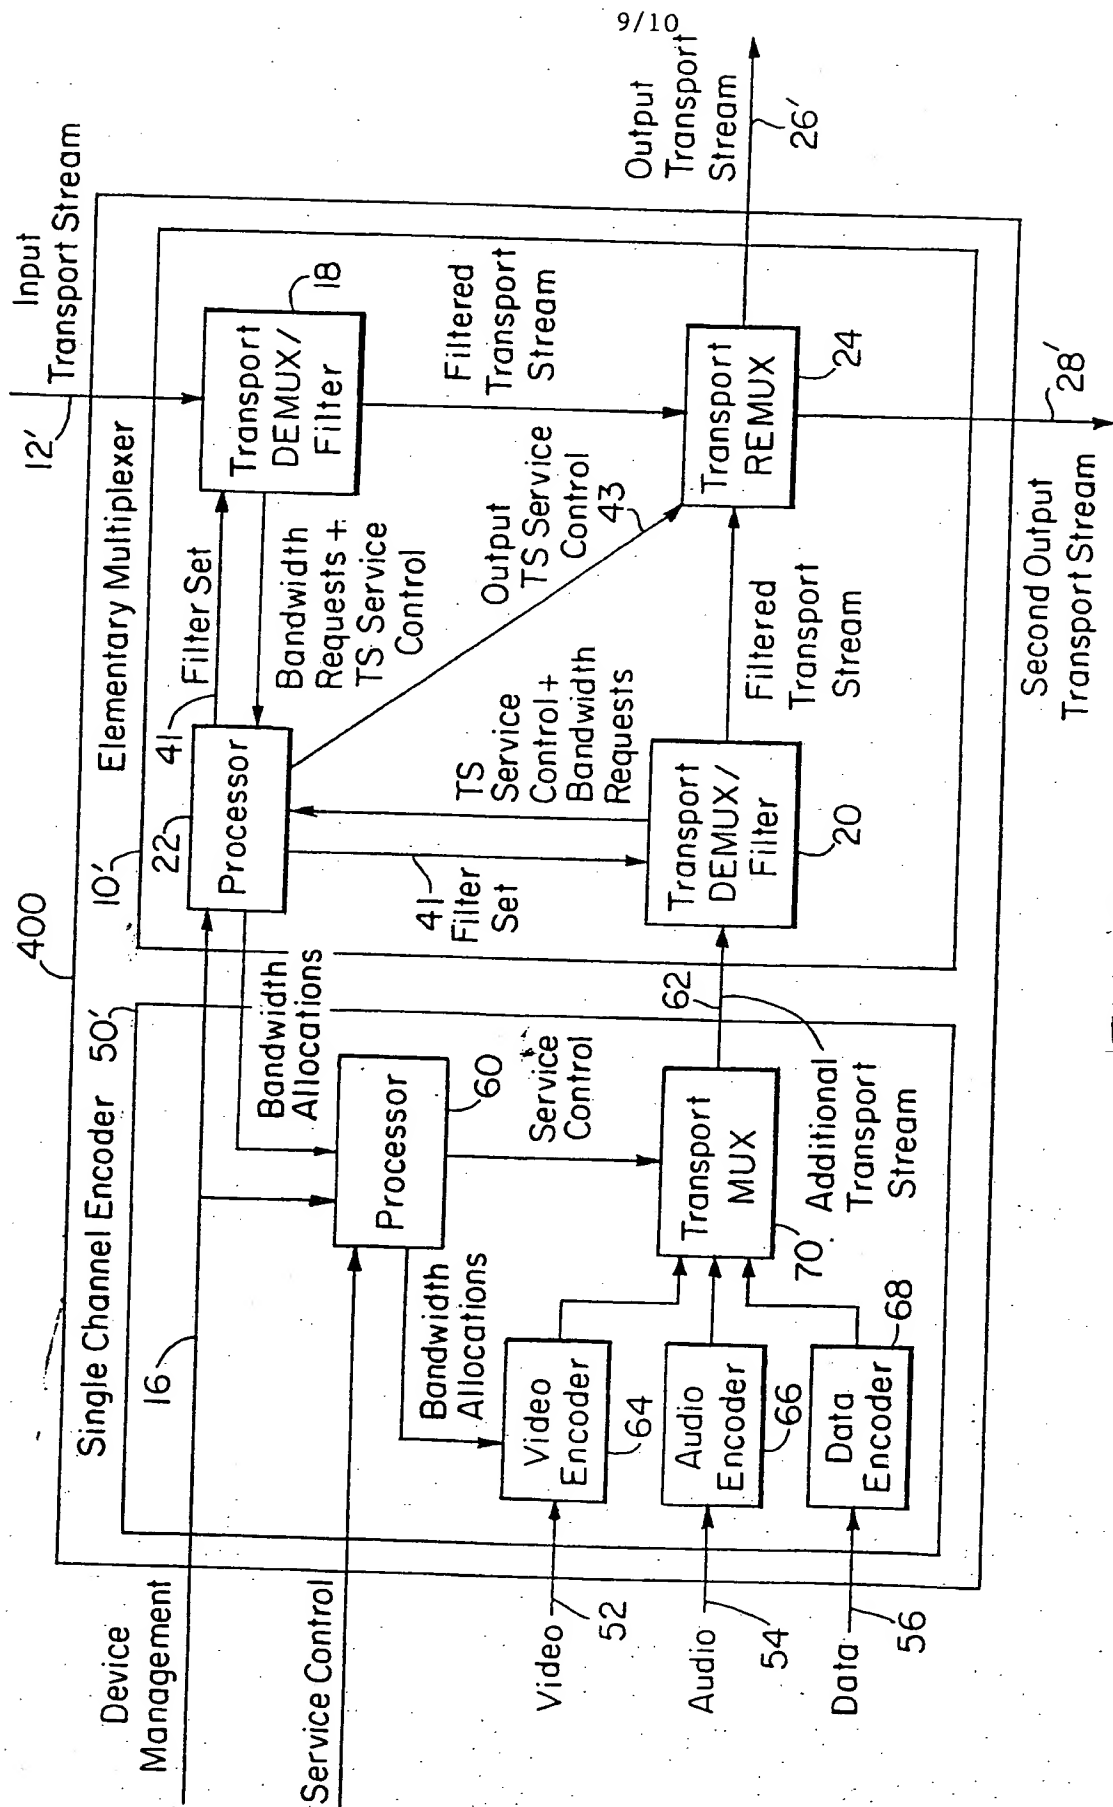 9/10
400
Single Channel Encoder 50'
10'
Elementary Multiplexer
12'
Input
Transport Stream
Device
Management
16
Service Control
Bandwidth
Allocations
22
Processor
41
Filter Set
Bandwidth
Requests +
TS Service
Control
Transport
DEMUX/
Filter
18
Processor
60
Bandwidth
Allocations
Service
Control
41
Filter
Set
TS
Service
Control +
Bandwidth
Requests
Output
TS Service
Control
43
Filtered
Transport
Stream
Video
52
Video
Encoder
64
Audio
54
Audio
Encoder
66
Data
56
Data
Encoder
68
Transport
MUX
70
62
Additional
Transport
Stream
Transport
DEMUX/
Filter
20
Filtered
Transport
Stream
Transport
REMUX
24
Output
Transport
Stream
26'
Second Output
Transport Stream
28'